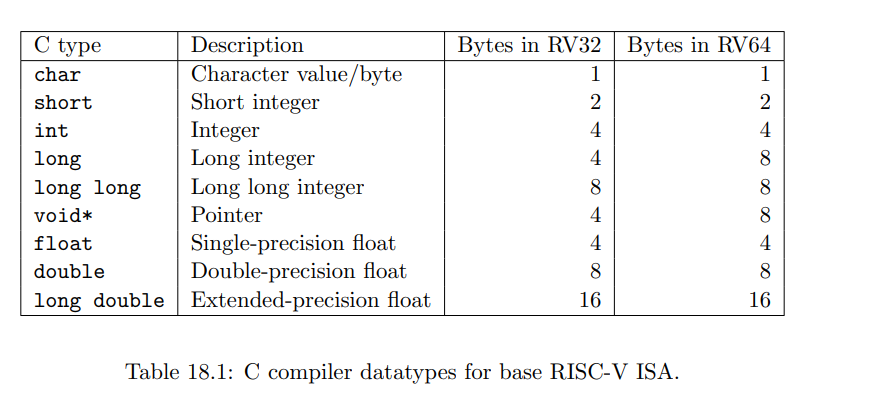 C type Description Bytes in RV32 Bytes in RV64
char Character value/byte 1 1
short Short integer 2 2
int Integer 4 4
long Long integer 4 8
long long Long long integer 8 8
void* Pointer 4 8
float Single-precision float 4 4
double Double-precision float 8 8
long double Extended-precision float 16 16
Table 18.1: C compiler datatypes for base RISC-V ISA.